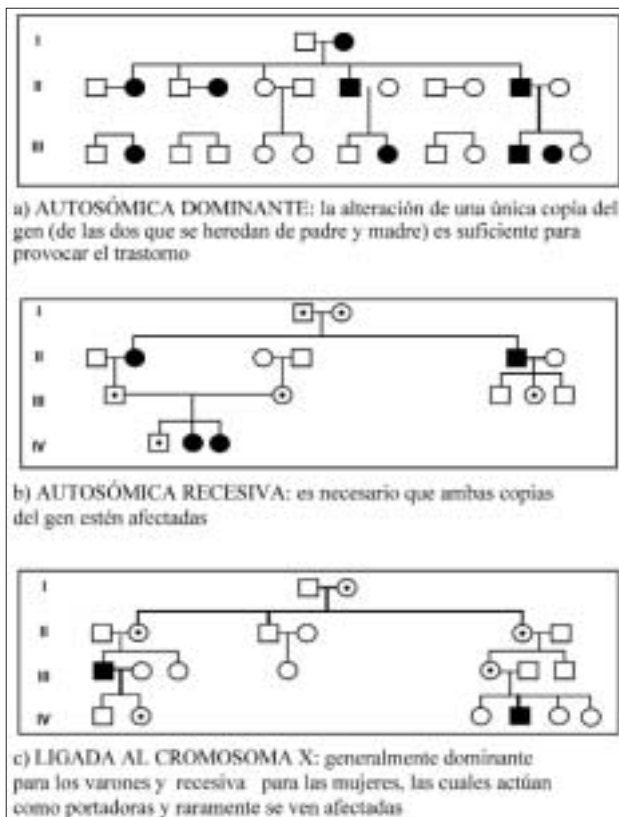 I
II
III
a) AUTOSÓMICA DOMINANTE: la alteración de una única copia del
gen (de las dos que se heredan de padre y madre) es suficiente para
provocar el trastorno
I
II
III
IV
b) AUTOSÓMICA RECESIVA: es necesario que ambas copias
del gen estén afectadas
I
II
III
IV
c) LIGADA AL CROMOSOMA X: generalmente dominante
para los varones y recesiva para las mujeres, las cuales actúan
como portadoras y raramente se ven afectadas